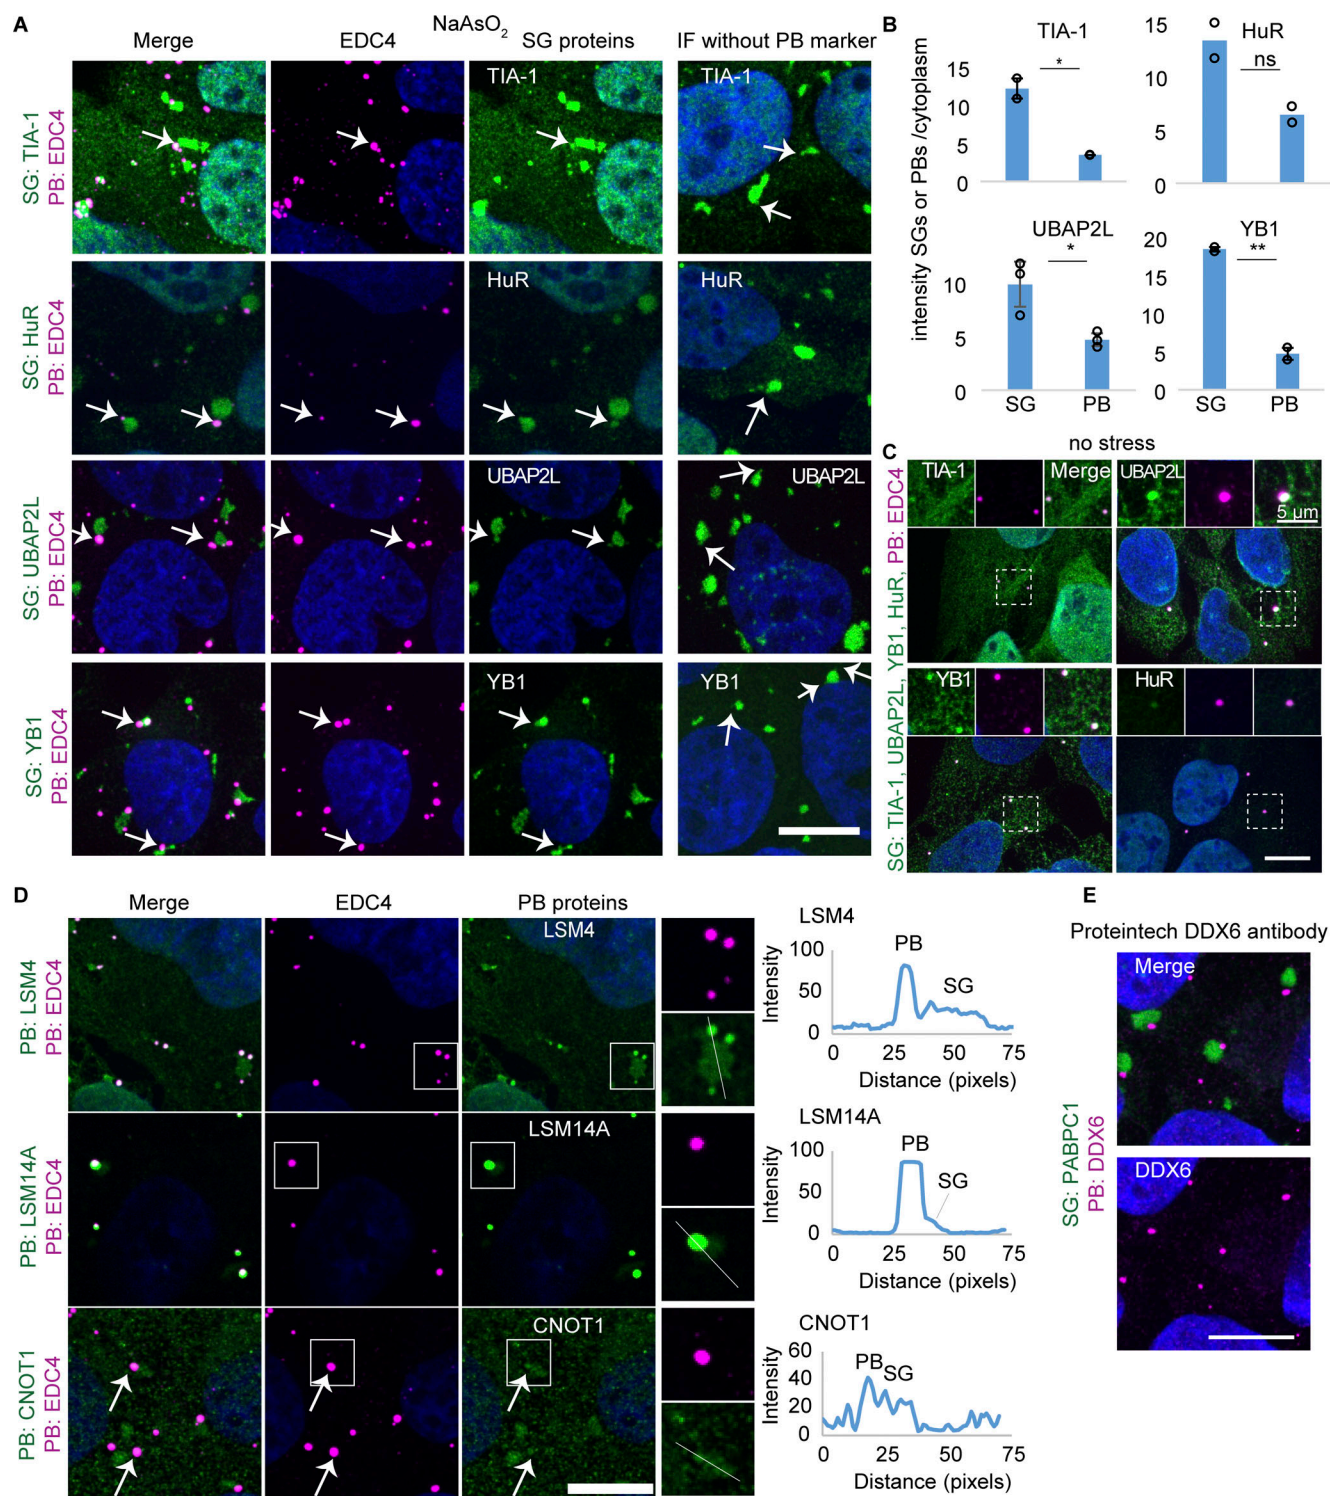 A
NaAsO2
Merge
EDC4
SG proteins
IF without PB marker
SG: TIA-1
PB: EDC4
TIA-1
TIA-1
SG: HuR
PB: EDC4
HuR
HuR
SG: UBAP2L
PB: EDC4
UBAP2L
UBAP2L
SG: YB1
PB: EDC4
YB1
YB1
B
intensity SGs or PBs /cytoplasm
TIA-1
*
15
10
5
0
HuR
ns
15
10
5
0
UBAP2L
*
10
5
0
SG PB
YB1
**
20
15
10
5
0
SG PB
C
no stress
SG: TIA-1, UBAP2L, YB1, HuR, PB: EDC4
TIA-1
Merge
UBAP2L
5 µm
YB1
HuR
D
Merge
EDC4
PB proteins
PB: LSM4
PB: EDC4
LSM4
LSM4
Intensity
100
50
0
PB
SG
0 25 50 75
Distance (pixels)
PB: LSM14A
PB: EDC4
LSM14A
LSM14A
Intensity
100
50
0
PB
SG
0 25 50 75
Distance (pixels)
PB: CNOT1
PB: EDC4
CNOT1
CNOT1
Intensity
60
40
20
0
PB
SG
0 25 50 75
Distance (pixels)
E
Proteintech DDX6 antibody
SG: PABPC1
PB: DDX6
Merge
DDX6